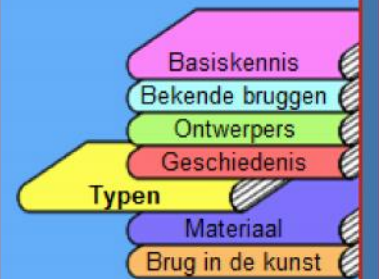 Basiskennis
Bekende bruggen
Ontwerpers
Geschiedenis
Typen
Materiaal
Brug in de kunst